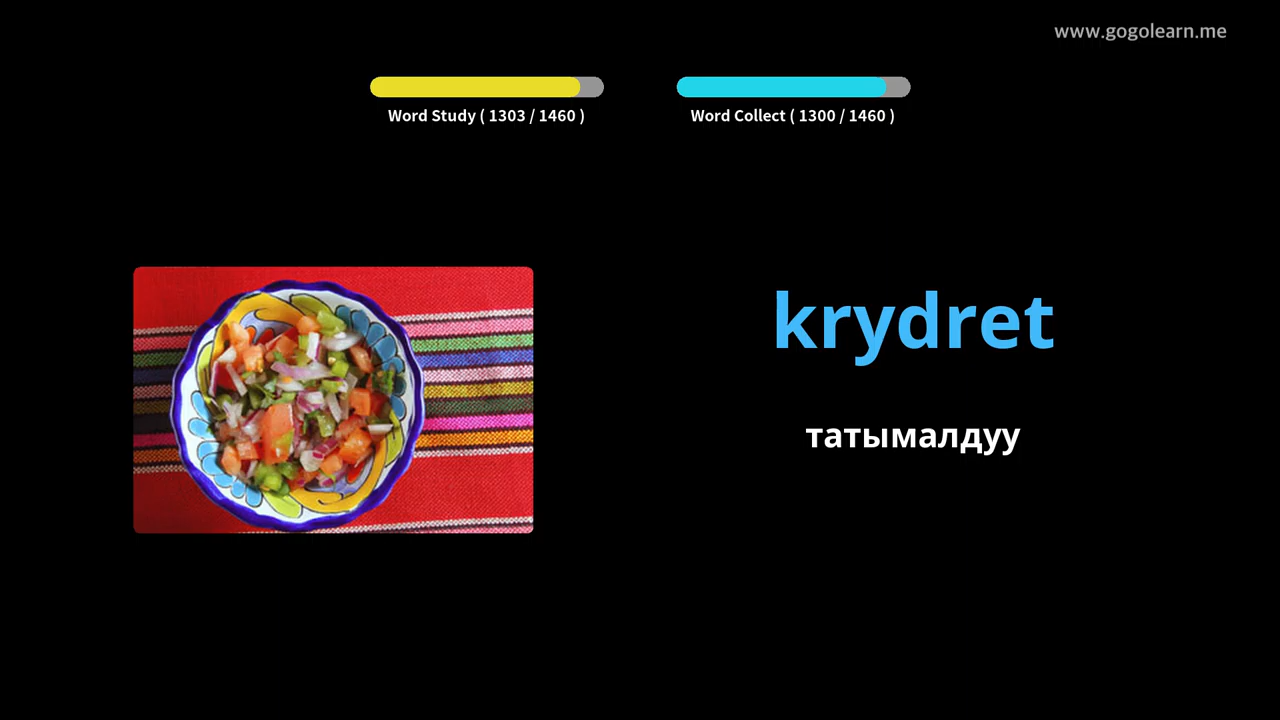 www.gogolearn.me
Word Study ( 1303 / 1460 )
Word Collect ( 1300 / 1460 )
krydret
татымалдуу